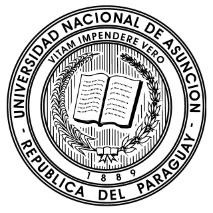 UNIVERSIDAD NACIONAL DE ASUNCION
VITAM IMPENDERE VERO
1889
- REPUBLICA DEL PARAGUAY -